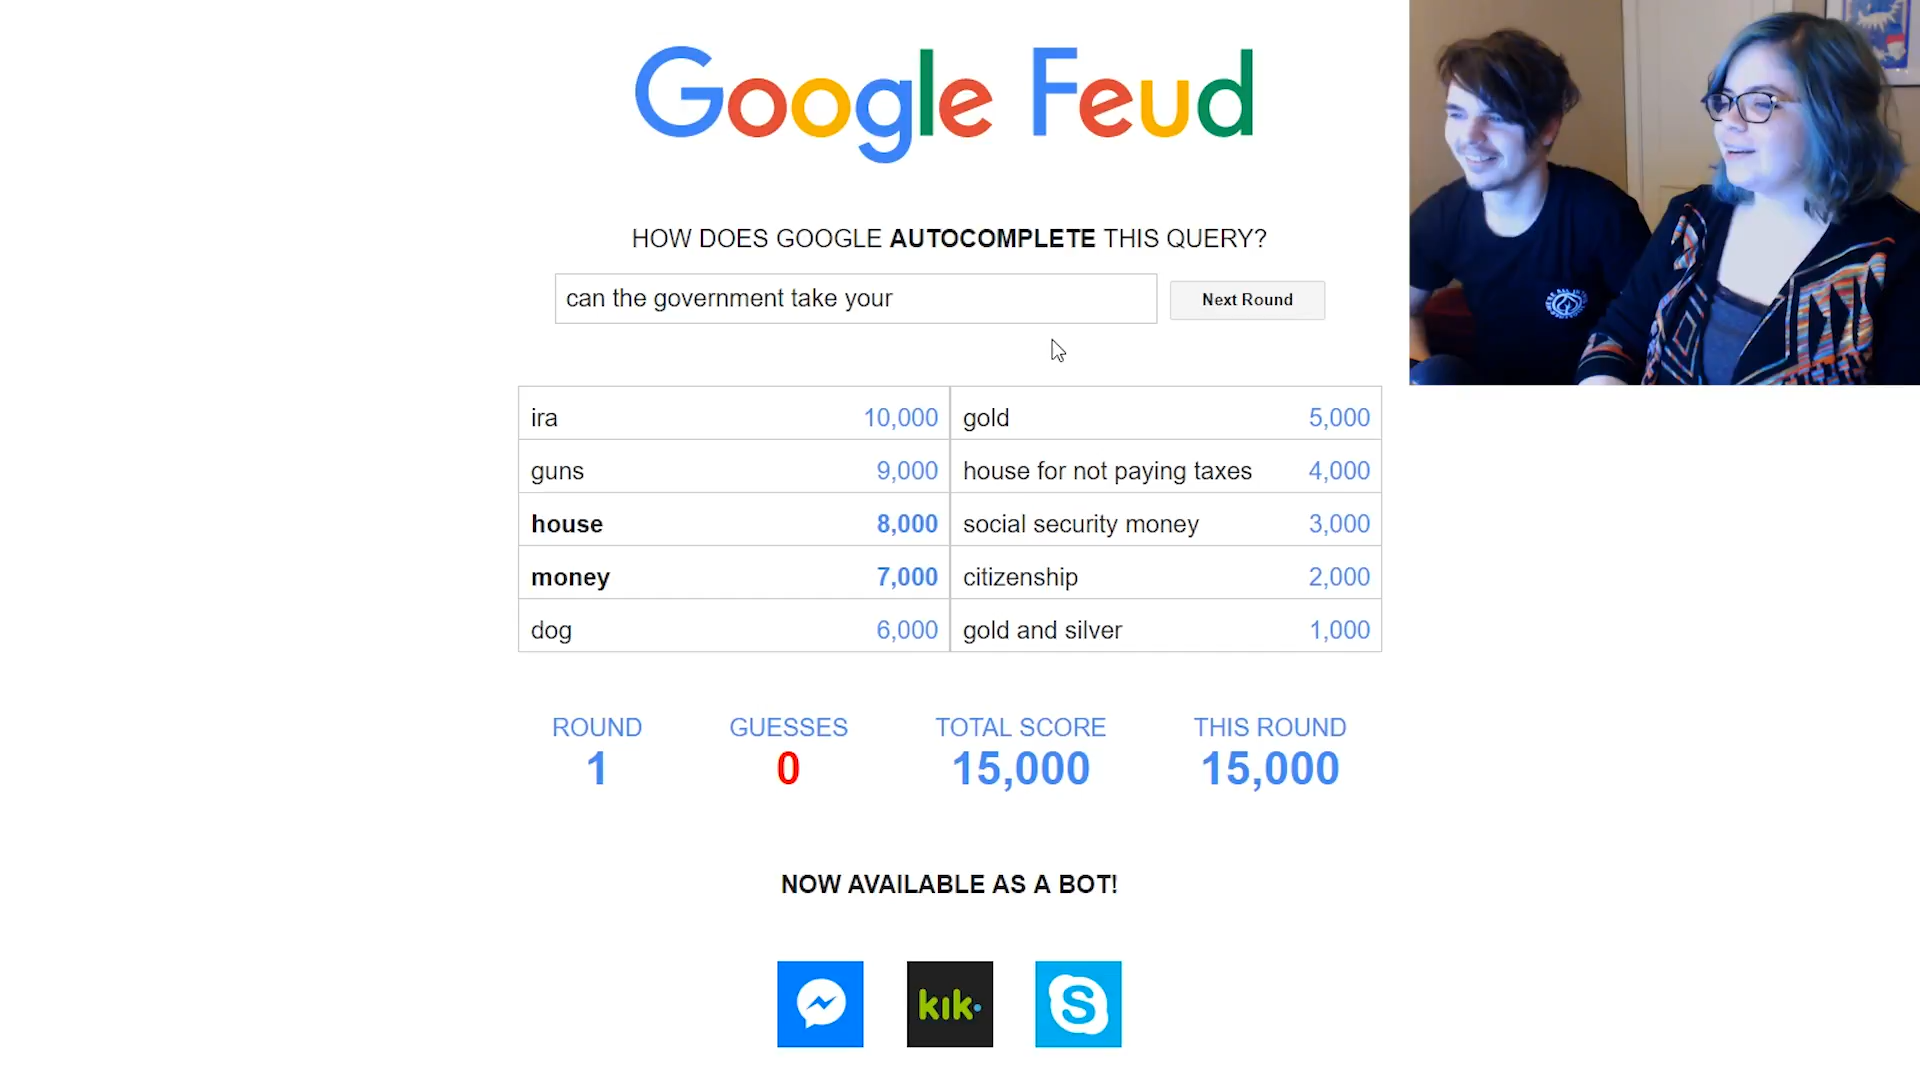 Google Feud
HOW DOES GOOGLE AUTOCOMPLETE THIS QUERY?
can the government take your
Next Round
ira 10,000
guns 9,000
house 8,000
money 7,000
dog 6,000
gold 5,000
house for not paying taxes 4,000
social security money 3,000
citizenship 2,000
gold and silver 1,000
ROUND
1
GUESSES
0
TOTAL SCORE
15,000
THIS ROUND
15,000
NOW AVAILABLE AS A BOT!
kik